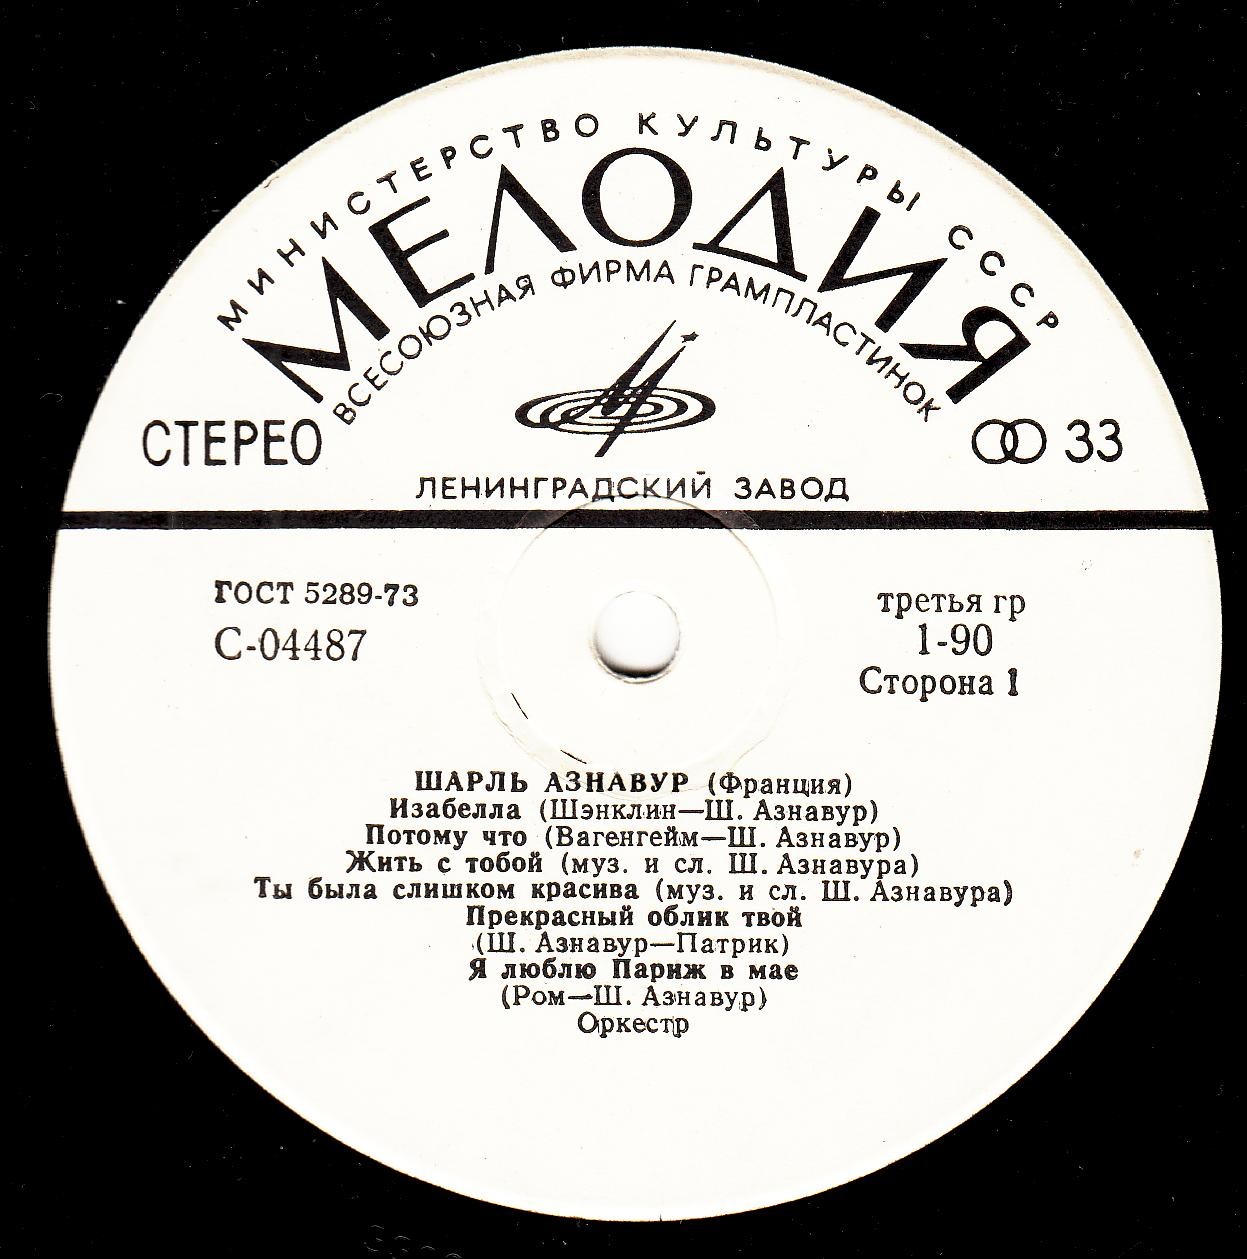 МИНИСТЕРСТВО КУЛЬТУРЫ СССР
МЕЛОДИЯ
ВСЕСОЮЗНАЯ ФИРМА ГРАМПЛАСТИНОК
СТЕРЕО
33
ЛЕНИНГРАДСКИЙ ЗАВОД
ГОСТ 5289-73
С-04487
третья гр
1-90
Сторона 1
ШАРЛЬ АЗНАВУР (Франция)
Изабелла (Шэнклин—Ш. Азнавур)
Потому что (Вагенгейм—Ш. Азнавур)
Жить с тобой (муз. и сл. Ш. Азнавура)
Ты была слишком красива (муз. и сл. Ш. Азнавура)
Прекрасный облик твой
(Ш. Азнавур—Патрик)
Я люблю Париж в мае
(Ром—Ш. Азнавур)
Оркестр